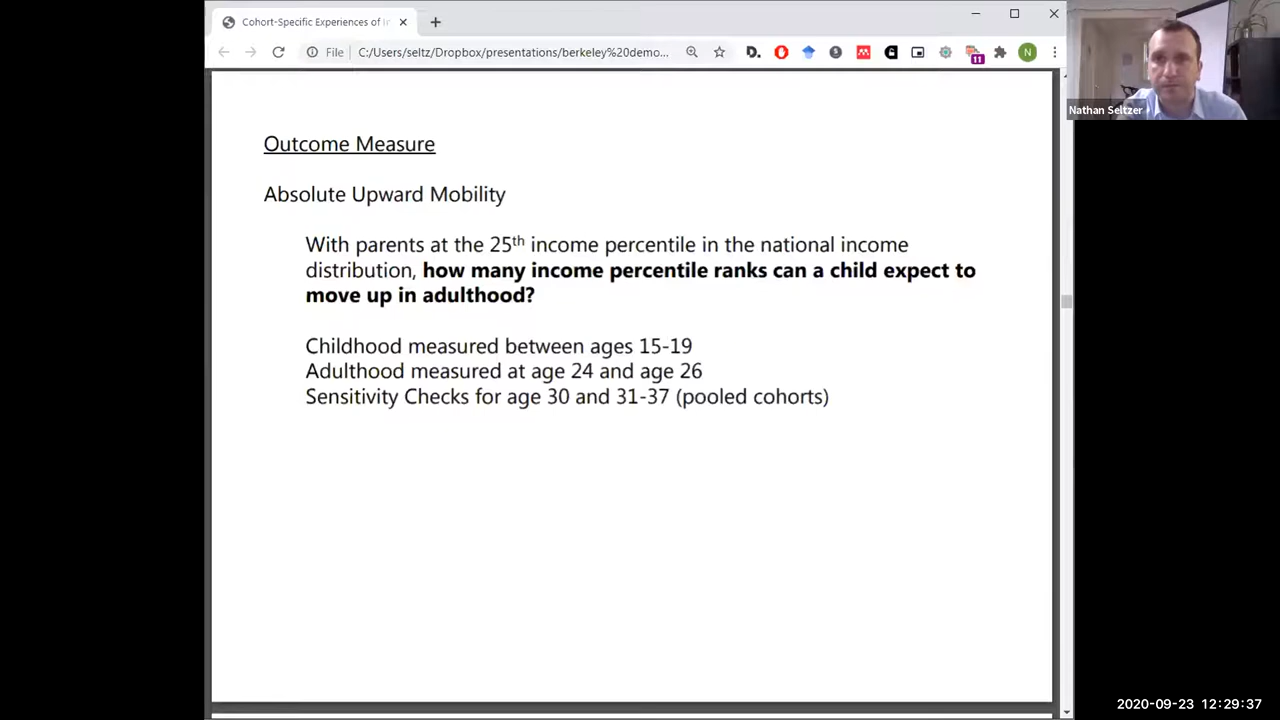 Cohort-Specific Experiences of I
File
C:/Users/seltz/Dropbox/presentations/berkeley%20demo...
D.
11
N
Nathan Seltzer
Outcome Measure
Absolute Upward Mobility
With parents at the 25th income percentile in the national income
distribution, how many income percentile ranks can a child expect to
move up in adulthood?
Childhood measured between ages 15-19
Adulthood measured at age 24 and age 26
Sensitivity Checks for age 30 and 31-37 (pooled cohorts)
2020-09-23 12:29:37